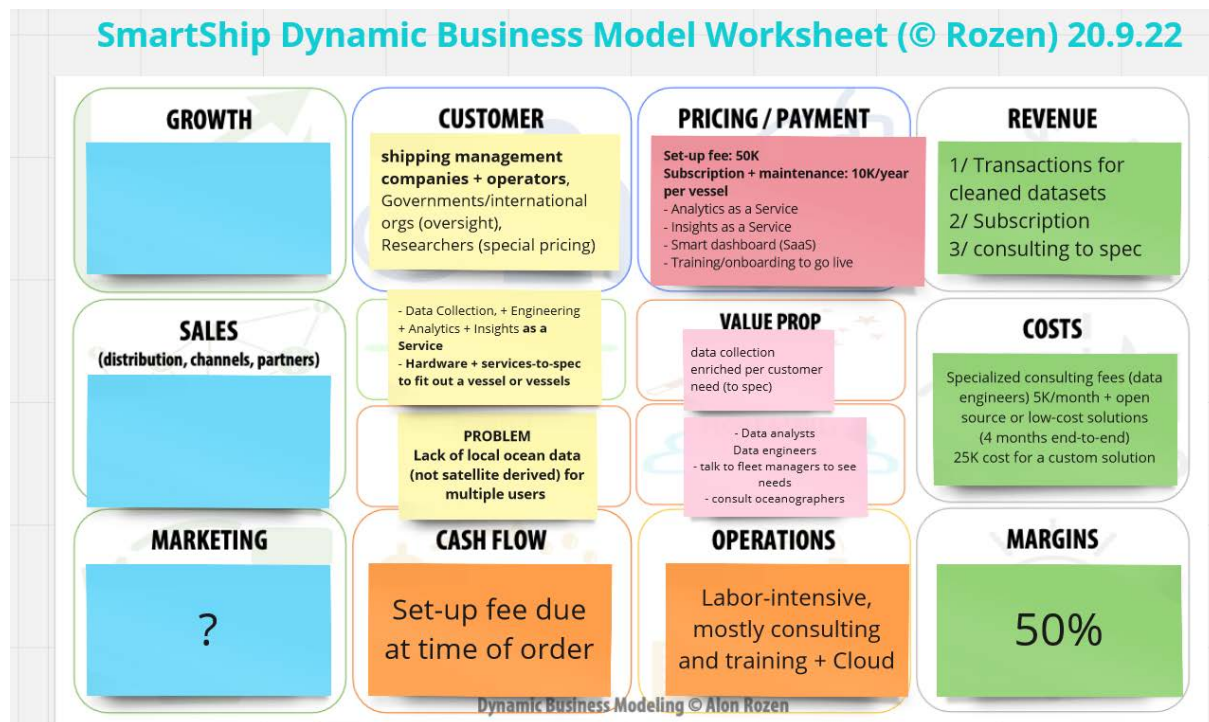 SmartShip Dynamic Business Model Worksheet (© Rozen) 20.9.22
GROWTH
CUSTOMER
shipping management
companies + operators,
Governments/international
orgs (oversight),
Researchers (special pricing)
PRICING / PAYMENT
Set-up fee: 50K
Subscription + maintenance: 10K/year
per vessel
- Analytics as a Service
- Insights as a Service
- Smart dashboard (SaaS)
- Training/onboarding to go live
REVENUE
1/ Transactions for
cleaned datasets
2/ Subscription
3/ consulting to spec
SALES
(distribution, channels, partners)
- Data Collection, + Engineering
+ Analytics + Insights as a
Service
- Hardware + services-to-spec
to fit out a vessel or vessels
VALUE PROP
data collection
enriched per customer
need (to spec)
COSTS
Specialized consulting fees (data
engineers) 5K/month + open
source or low-cost solutions
(4 months end-to-end)
25K cost for a custom solution
PROBLEM
Lack of local ocean data
(not satellite derived) for
multiple users
- Data analysts
Data engineers
- talk to fleet managers to see
needs
- consult oceanographers
MARKETING
?
CASH FLOW
Set-up fee due
at time of order
OPERATIONS
Labor-intensive,
mostly consulting
and training + Cloud
MARGINS
50%
Dynamic Business Modeling © Alon Rozen